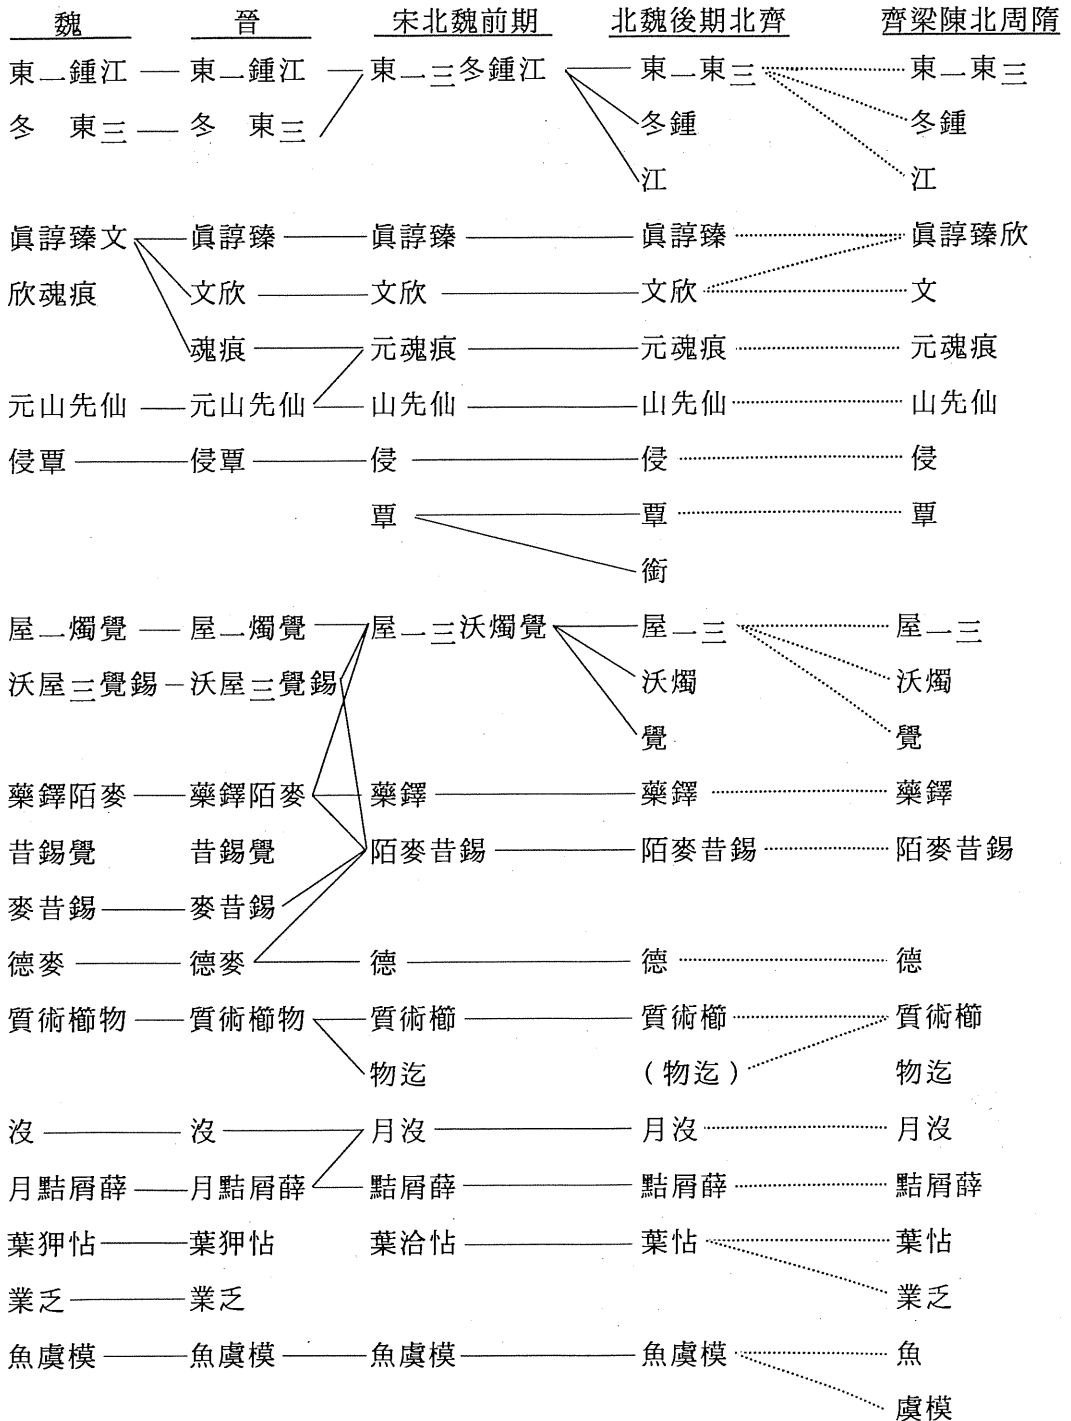 魏 晉 宋北魏前期 北魏後期北齊 齊梁陳北周隋
東一鍾江 東一鍾江 東一三冬鍾江 東一東三 東一東三
冬 東三 冬 東三 冬鍾 冬鍾
江 江
眞諄臻文 眞諄臻 眞諄臻 眞諄臻 眞諄臻欣
欣魂痕 文欣 文欣 文欣 文
魂痕 元魂痕 元魂痕 元魂痕
元山先仙 元山先仙 山先仙 山先仙 山先仙
侵覃 侵覃 侵 侵 侵
覃 覃 覃
銜
屋一燭覺 屋一燭覺 屋一三沃燭覺 屋一三 屋一三
沃屋三覺錫 沃屋三覺錫 沃燭 沃燭
覺 覺
藥鐸陌麥 藥鐸陌麥 藥鐸 藥鐸 藥鐸
昔錫覺 昔錫覺 陌麥昔錫 陌麥昔錫 陌麥昔錫
麥昔錫 麥昔錫
德麥 德麥 德 德 德
質術櫛物 質術櫛物 質術櫛 質術櫛 質術櫛
物迄 (物迄) 物迄
沒 沒 月沒 月沒 月沒
月黠屑薛 月黠屑薛 黠屑薛 黠屑薛 黠屑薛
葉狎怗 葉狎怗 葉洽怗 葉怗 葉怗
業乏 業乏 業乏
魚虞模 魚虞模 魚虞模 魚虞模 魚
虞模